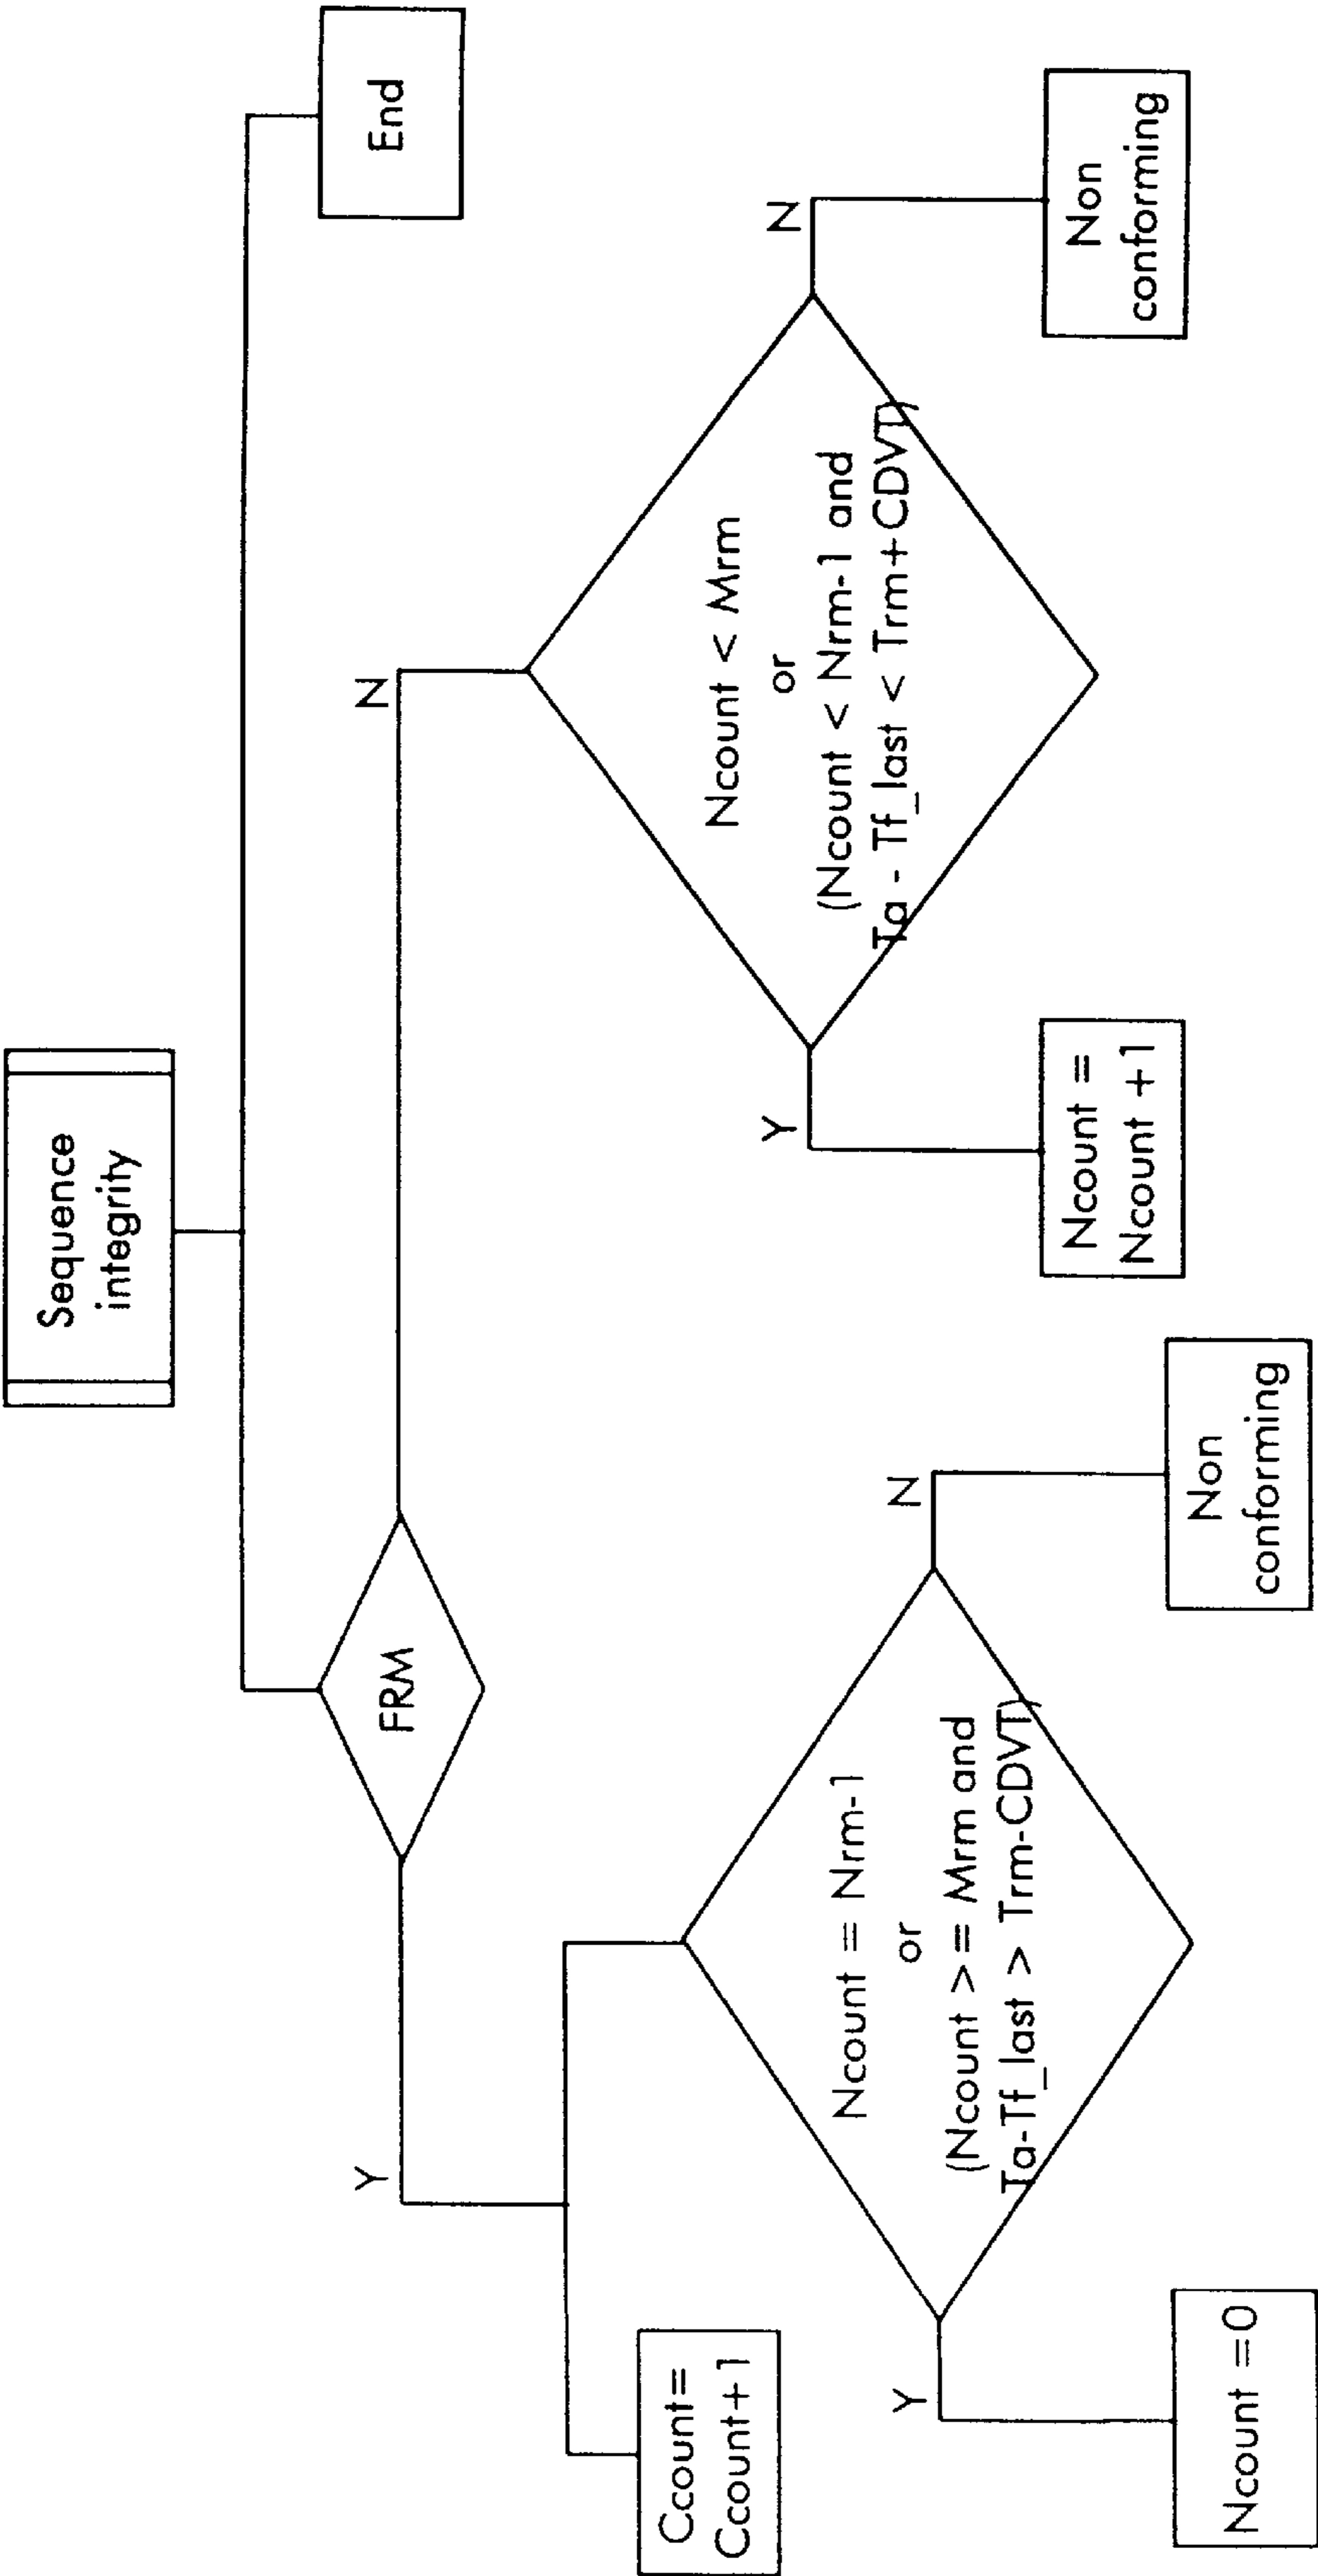 Sequence
integrity
End
FRM
Y
N
Ccount=
Ccount+1
Ncount = Nrm-1
or
(Ncount >= Mrm and
Ta-Tf_last > Trm-CDVT)
Y
N
Ncount =0
Non
conforming
Ncount < Mrm
or
(Ncount < Nrm-1 and
Ta - Tf_last < Trm+CDVT)
Y
N
Ncount =
Ncount +1
Non
conforming